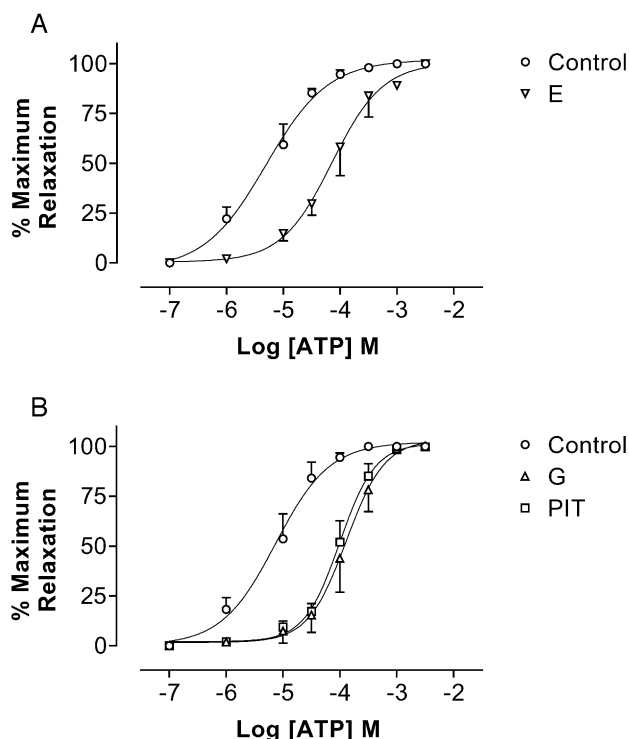 A
100
75
50
25
0
% Maximum
Relaxation
-7 -6 -5 -4 -3 -2
Log [ATP] M
Control
E
B
100
75
50
25
0
% Maximum
Relaxation
-7 -6 -5 -4 -3 -2
Log [ATP] M
Control
G
PIT